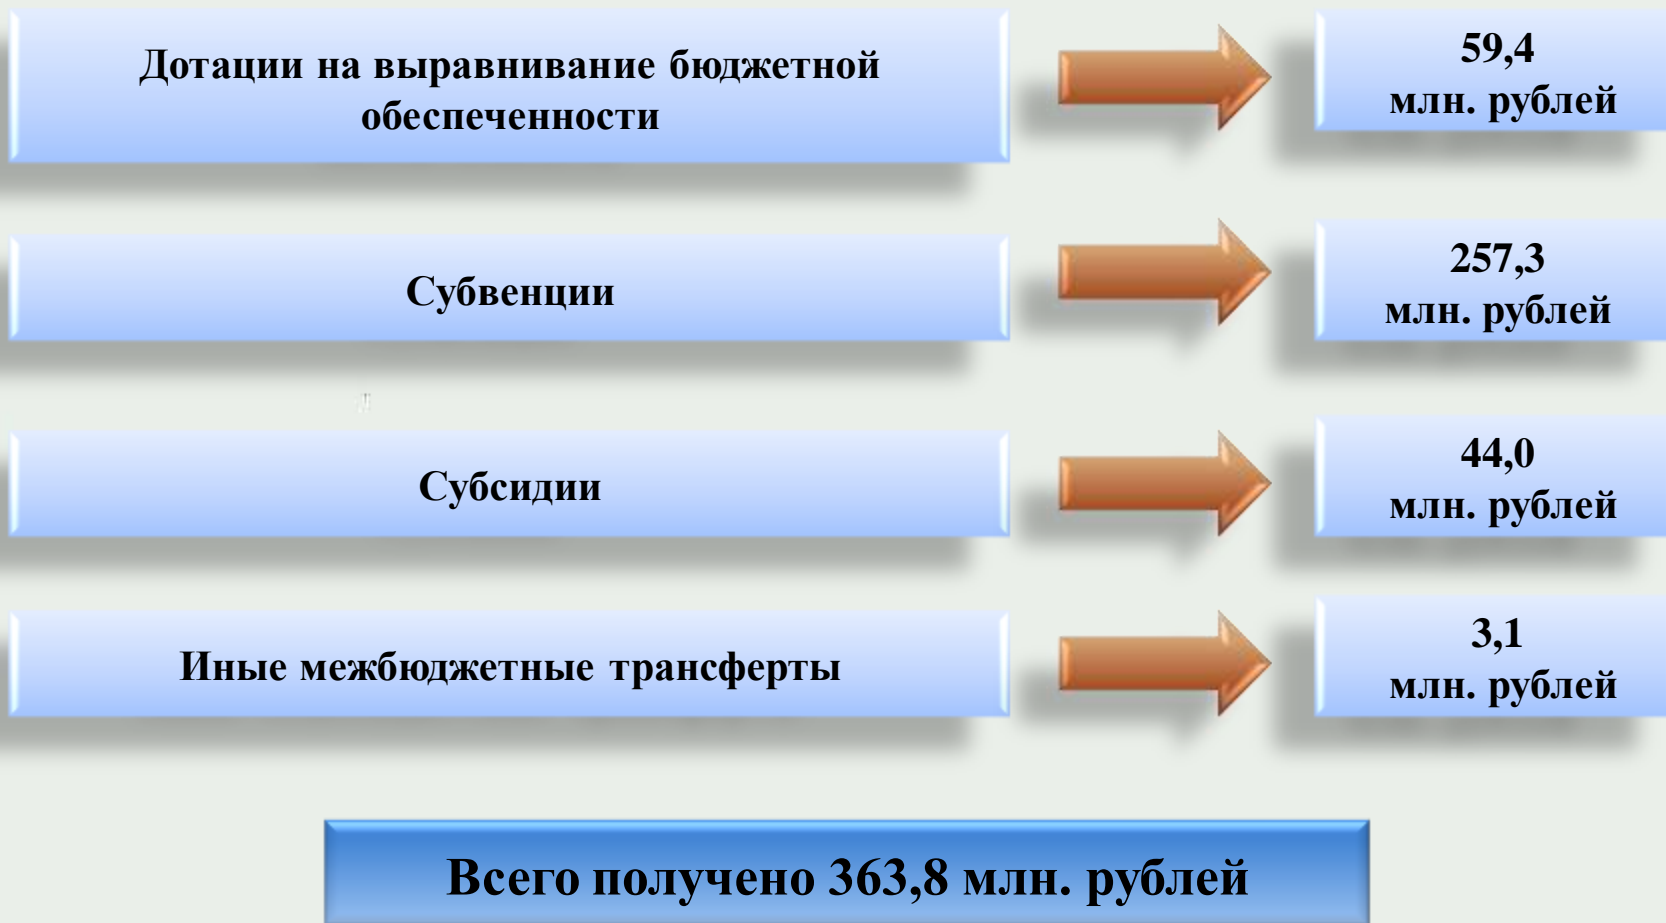 Дотации на выравнивание бюджетной
обеспеченности
59,4
млн. рублей
Субвенции
257,3
млн. рублей
Субсидии
44,0
млн. рублей
Иные межбюджетные трансферты
3,1
млн. рублей
Всего получено 363,8 млн. рублей